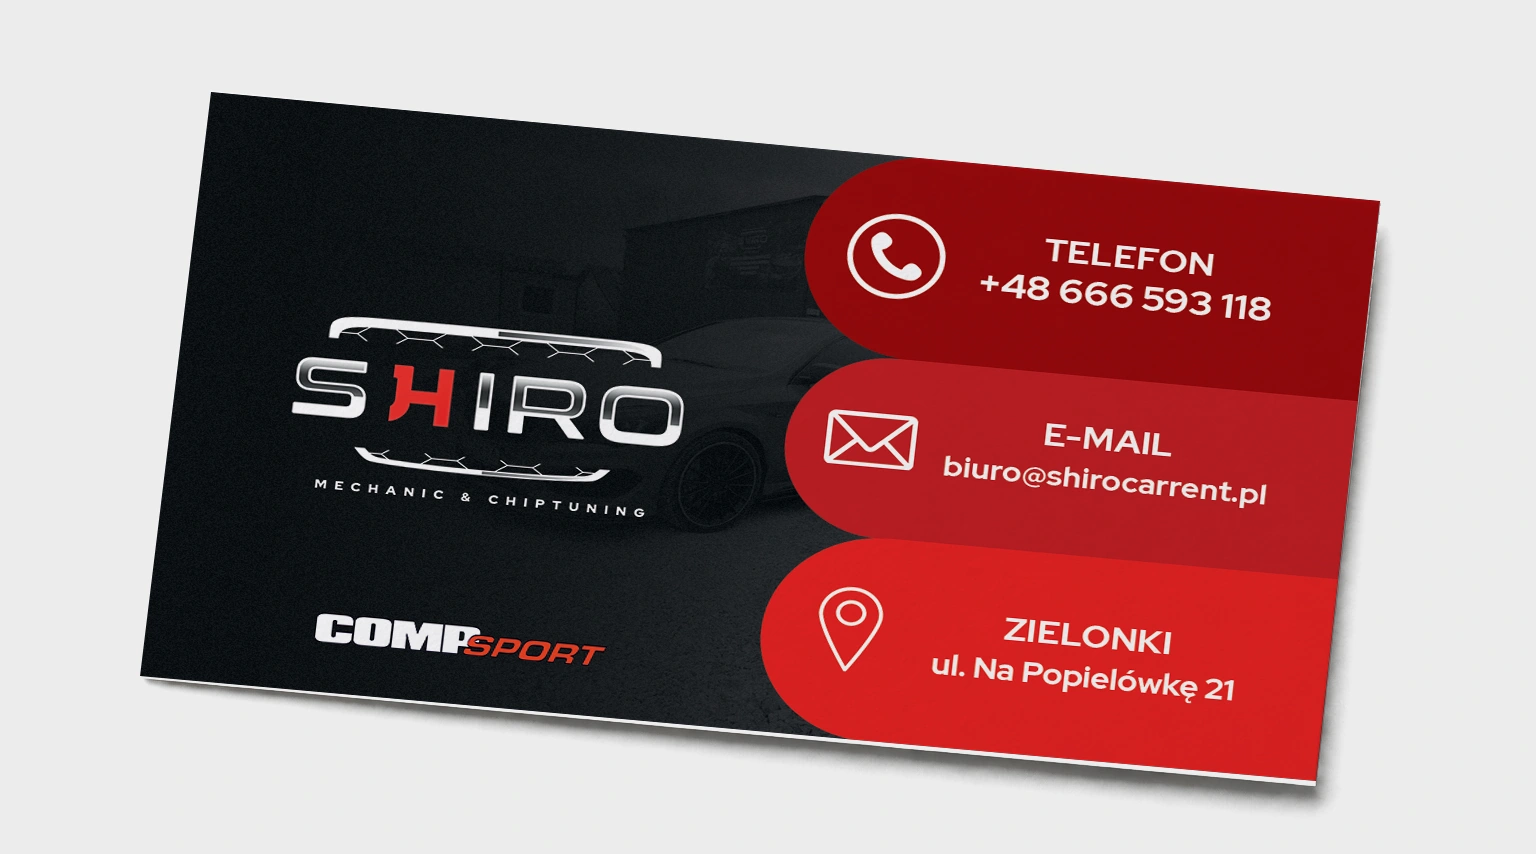 SHIRO
MECHANIC & CHIPTUNING
COMPSPORT
TELEFON
+48 666 593 118
E-MAIL
biuro@shirocarrent.pl
ZIELONKI
ul. Na Popielówkę 21